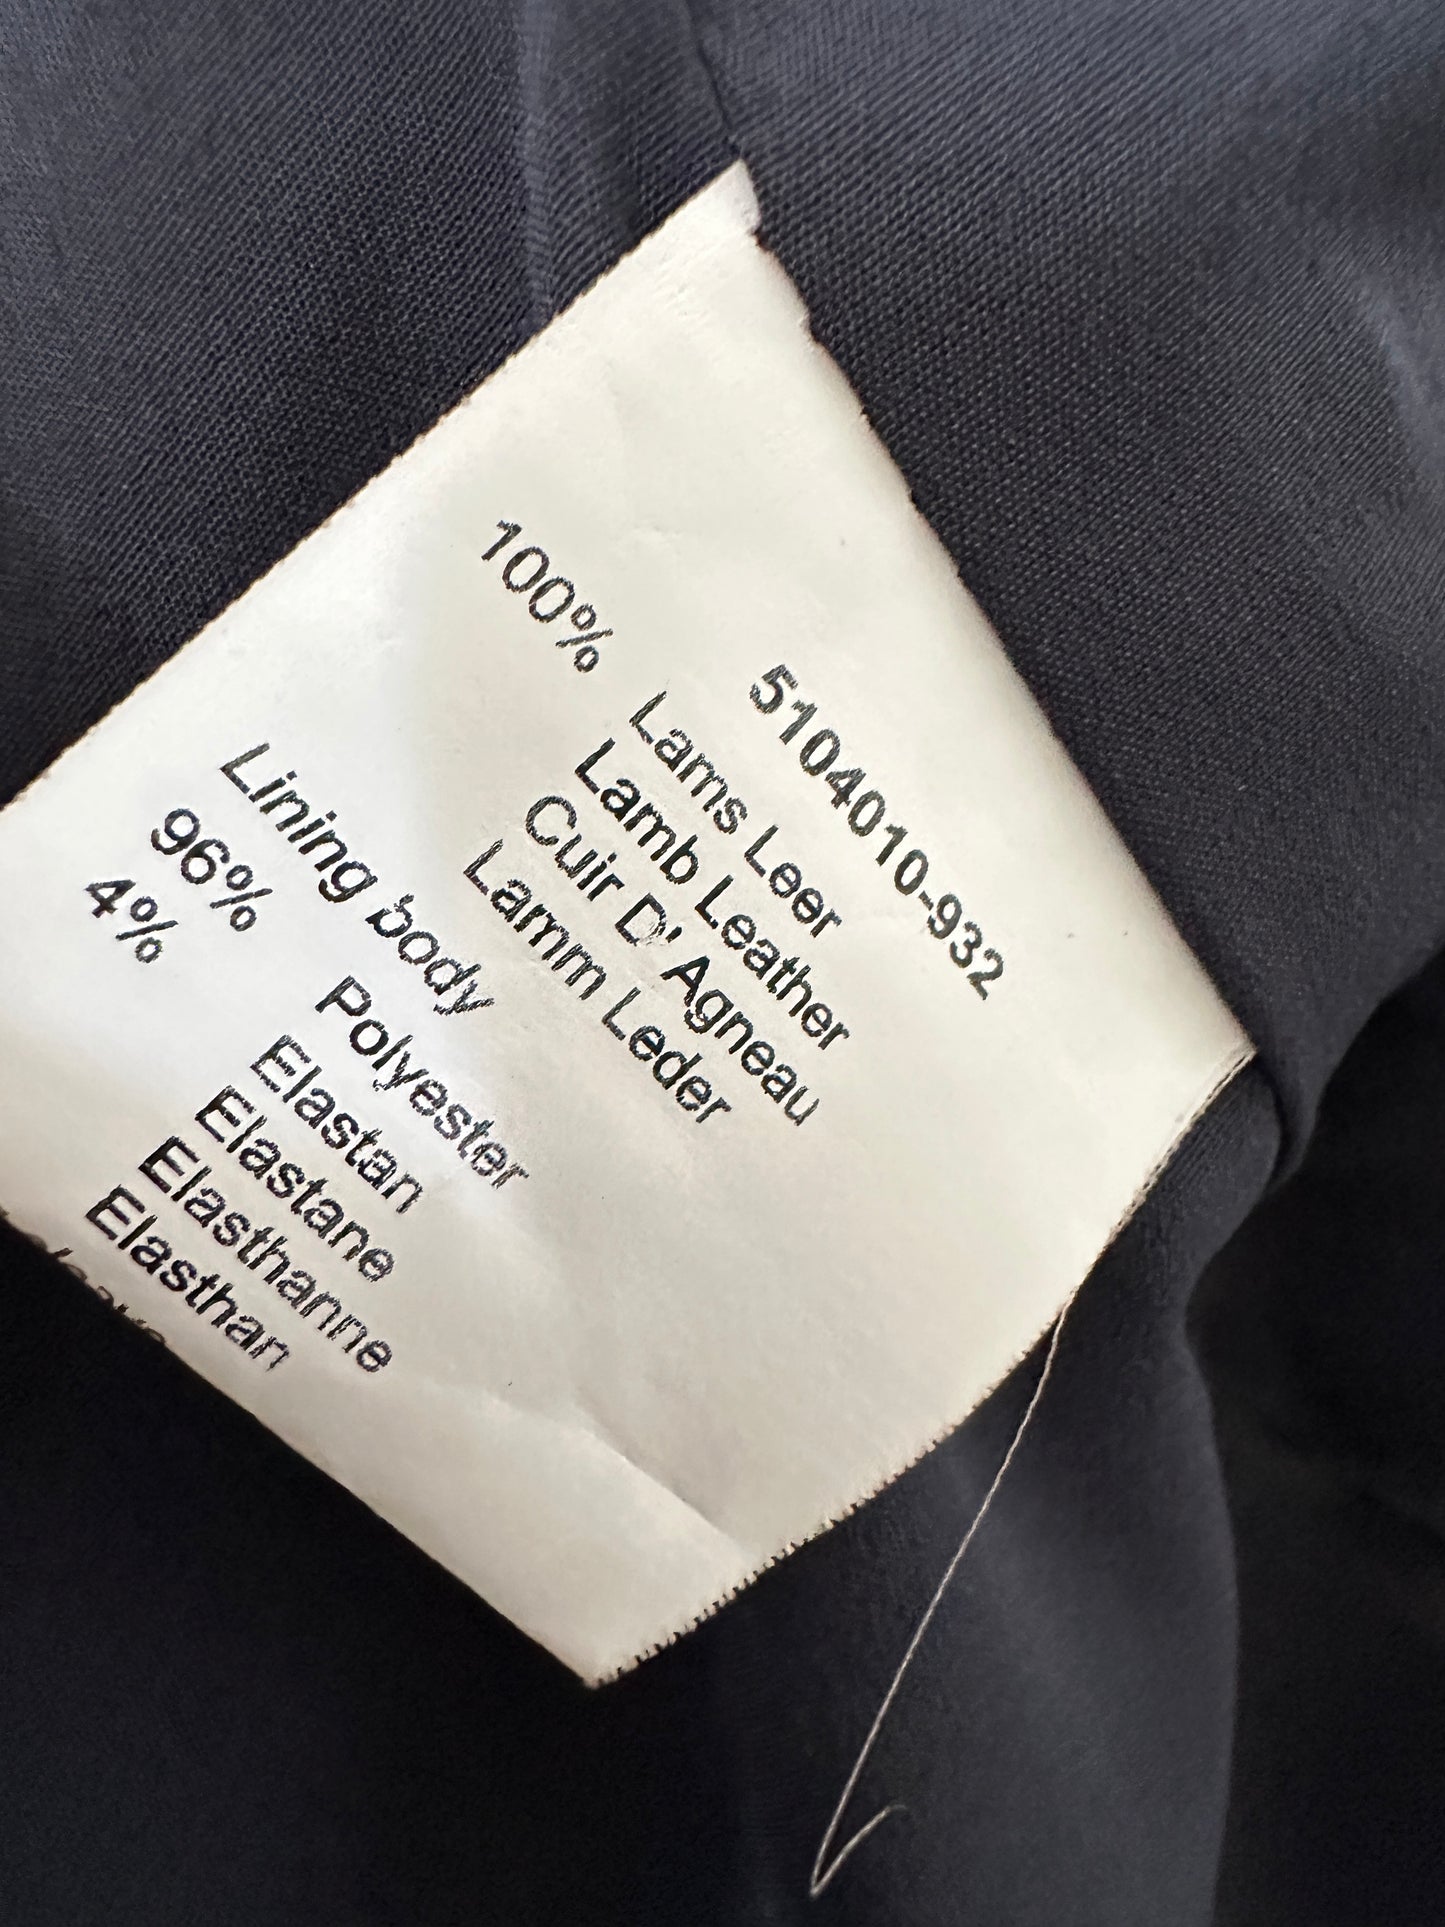 5104010-932
100% Lams Leer
Lamb Leather
Cuir D' Agneau
Lamm Leder
Lining body
96% Polyester
4% Elastan
Elastane
Elasthanne
Elasthan